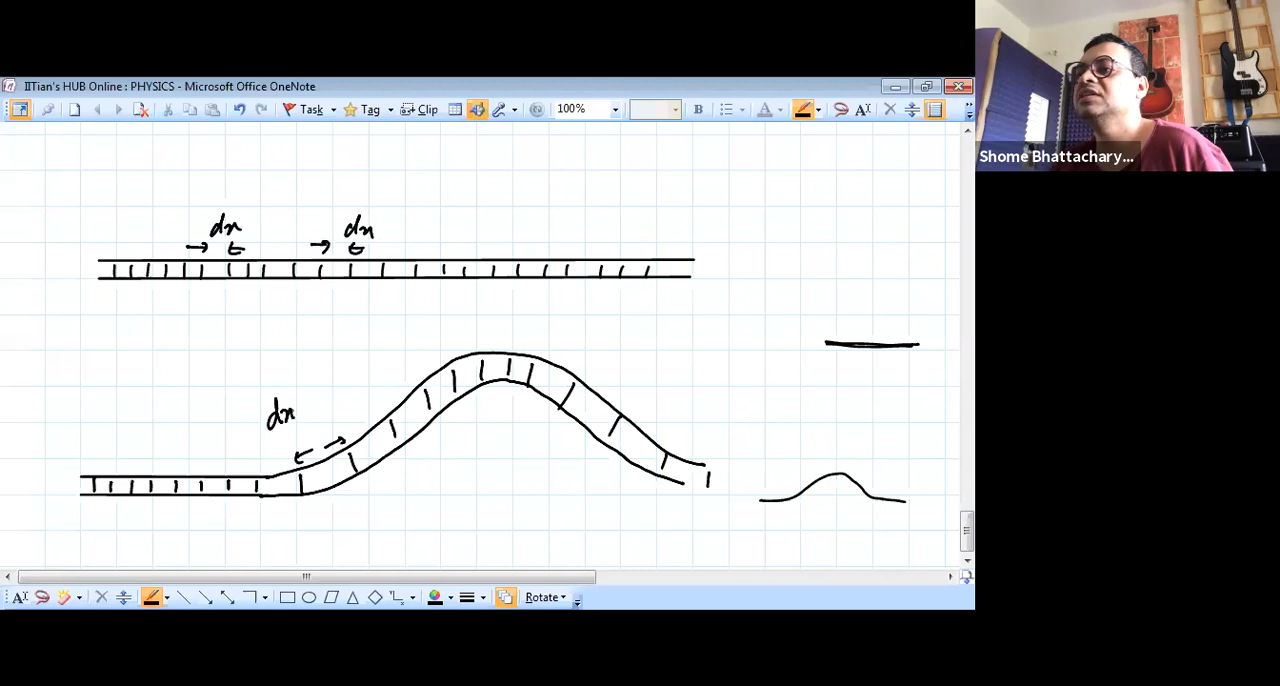 IITian's HUB Online : PHYSICS - Microsoft Office OneNote
Task Tag Clip 100% B A
Shome Bhattachary...
dx dx
dx
Rotate